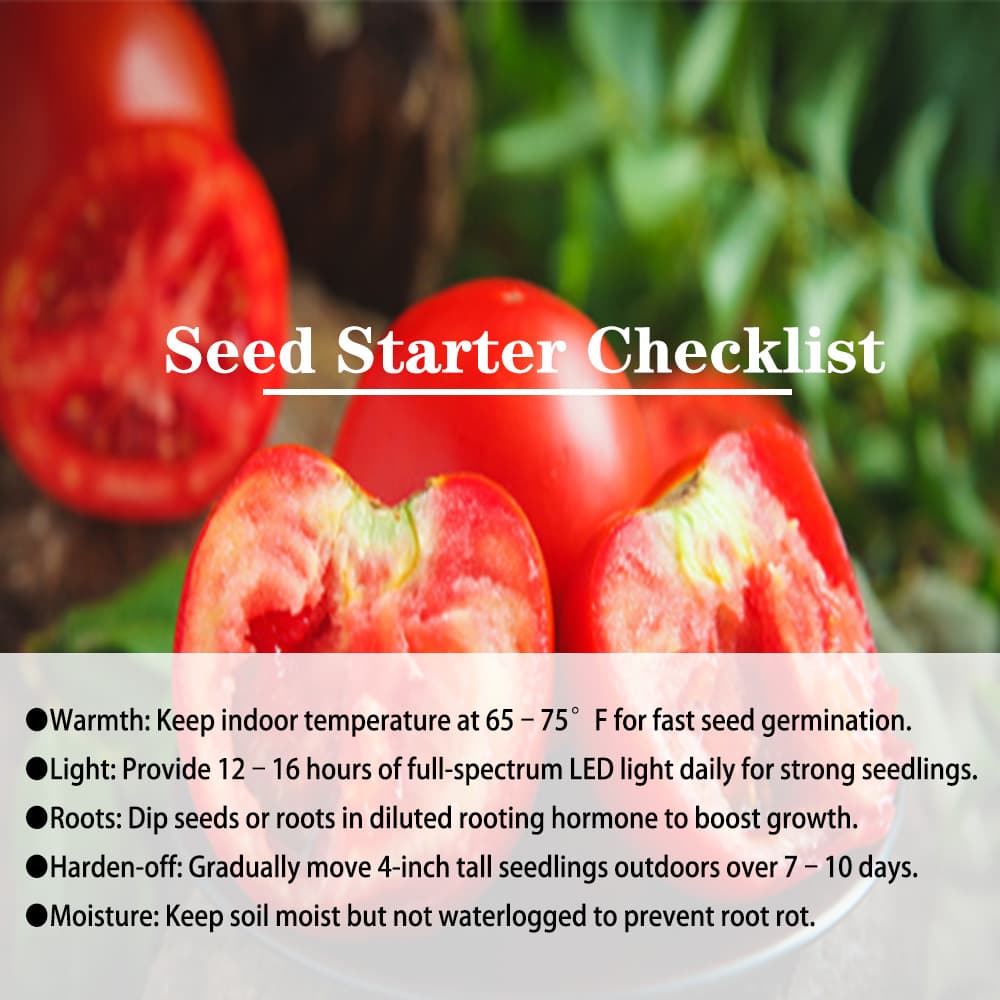 Seed Starter Checklist
●Warmth: Keep indoor temperature at 65 – 75° F for fast seed germination.
●Light: Provide 12 – 16 hours of full-spectrum LED light daily for strong seedlings.
●Roots: Dip seeds or roots in diluted rooting hormone to boost growth.
●Harden-off: Gradually move 4-inch tall seedlings outdoors over 7 – 10 days.
●Moisture: Keep soil moist but not waterlogged to prevent root rot.